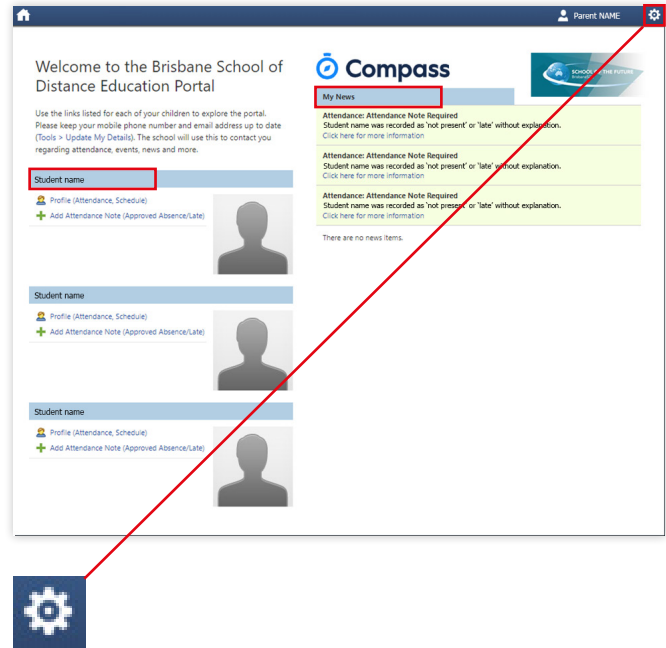 Parent NAME
Welcome to the Brisbane School of
Distance Education Portal
Use the links listed for each of your children to explore the portal.
Please keep your mobile phone number and email address up to date
(Tools > Update My Details). The school will use this to contact you
regarding attendance, events, news and more.
Student name
Profile (Attendance, Schedule)
Add Attendance Note (Approved Absence/Late)
Student name
Profile (Attendance, Schedule)
Add Attendance Note (Approved Absence/Late)
Student name
Profile (Attendance, Schedule)
Add Attendance Note (Approved Absence/Late)
Compass
SCHOOL OF THE FUTURE
My News
Attendance: Attendance Note Required
Student name was recorded as 'not present' or 'late' without explanation.
Click here for more information
Attendance: Attendance Note Required
Student name was recorded as 'not present' or 'late' without explanation.
Click here for more information
Attendance: Attendance Note Required
Student name was recorded as 'not present' or 'late' without explanation.
Click here for more information
There are no news items.